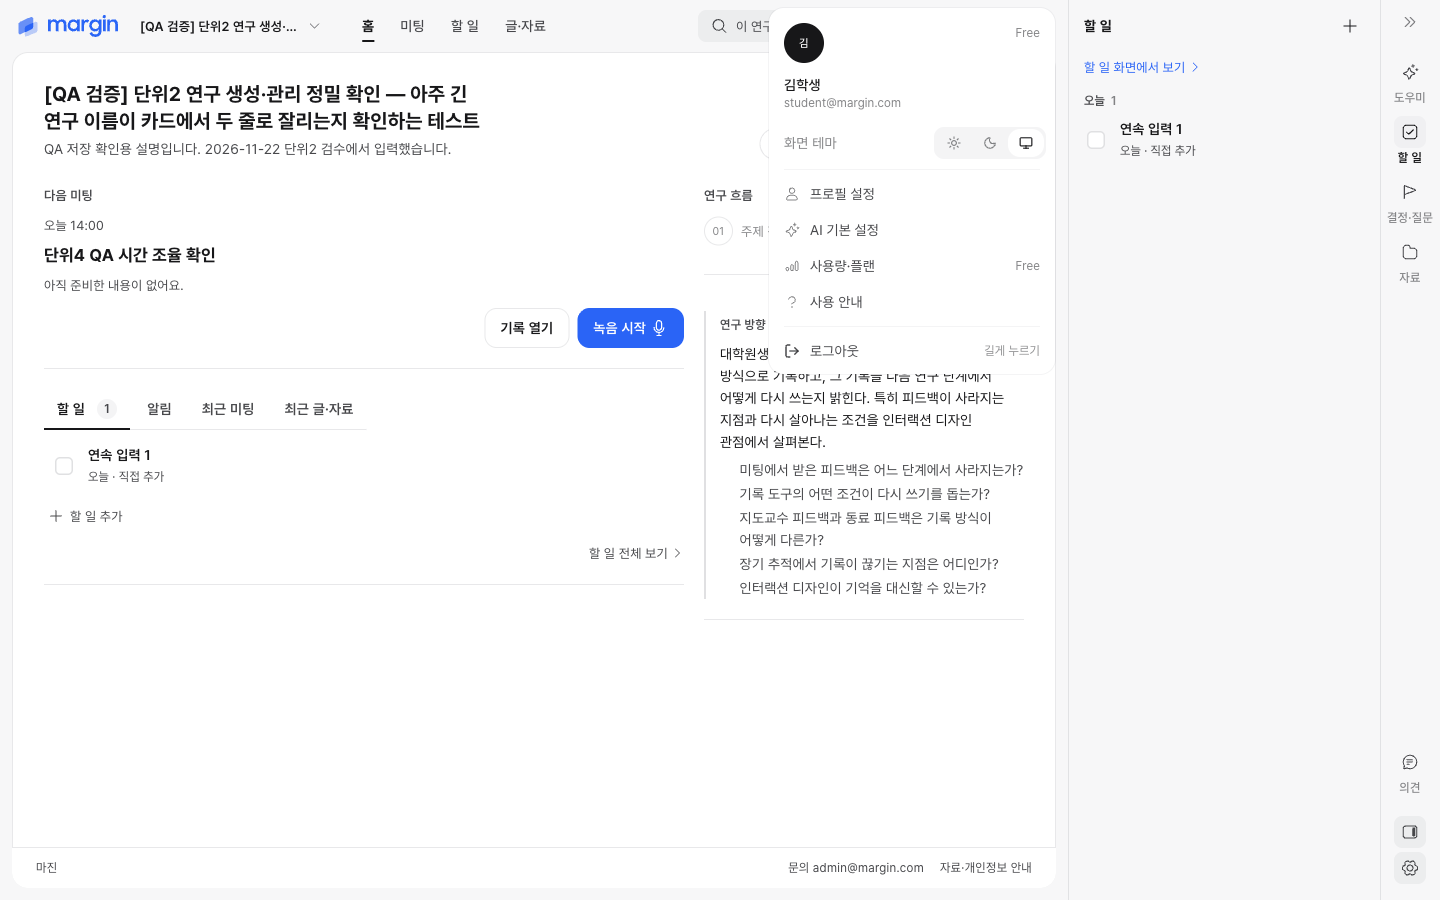 margin
[QA 검증] 단위2 연구 생성·...
홈
미팅
할 일
글·자료
이 연구
[QA 검증] 단위2 연구 생성·관리 정밀 확인 — 아주 긴
연구 이름이 카드에서 두 줄로 잘리는지 확인하는 테스트
QA 저장 확인용 설명입니다. 2026-11-22 단위2 검수에서 입력했습니다.
다음 미팅
오늘 14:00
단위4 QA 시간 조율 확인
아직 준비한 내용이 없어요.
기록 열기
녹음 시작
할 일 1
알림
최근 미팅
최근 글·자료
연속 입력 1
오늘 · 직접 추가
할 일 추가
할 일 전체 보기
연구 흐름
01 주제
연구 방향
대학원생
방식으로 기록하고, 그 기록을 다음 연구 단계에서
어떻게 다시 쓰는지 밝힌다. 특히 피드백이 사라지는
지점과 다시 살아나는 조건을 인터랙션 디자인
관점에서 살펴본다.
미팅에서 받은 피드백은 어느 단계에서 사라지는가?
기록 도구의 어떤 조건이 다시 쓰기를 돕는가?
지도교수 피드백과 동료 피드백은 기록 방식이
어떻게 다른가?
장기 추적에서 기록이 끊기는 지점은 어디인가?
인터랙션 디자인이 기억을 대신할 수 있는가?
김
Free
김학생
student@margin.com
화면 테마
프로필 설정
AI 기본 설정
사용량·플랜 Free
사용 안내
로그아웃 길게 누르기
할 일
할 일 화면에서 보기
오늘 1
연속 입력 1
오늘 · 직접 추가
도우미
할 일
결정·질문
자료
의견
마진
문의 admin@margin.com
자료·개인정보 안내